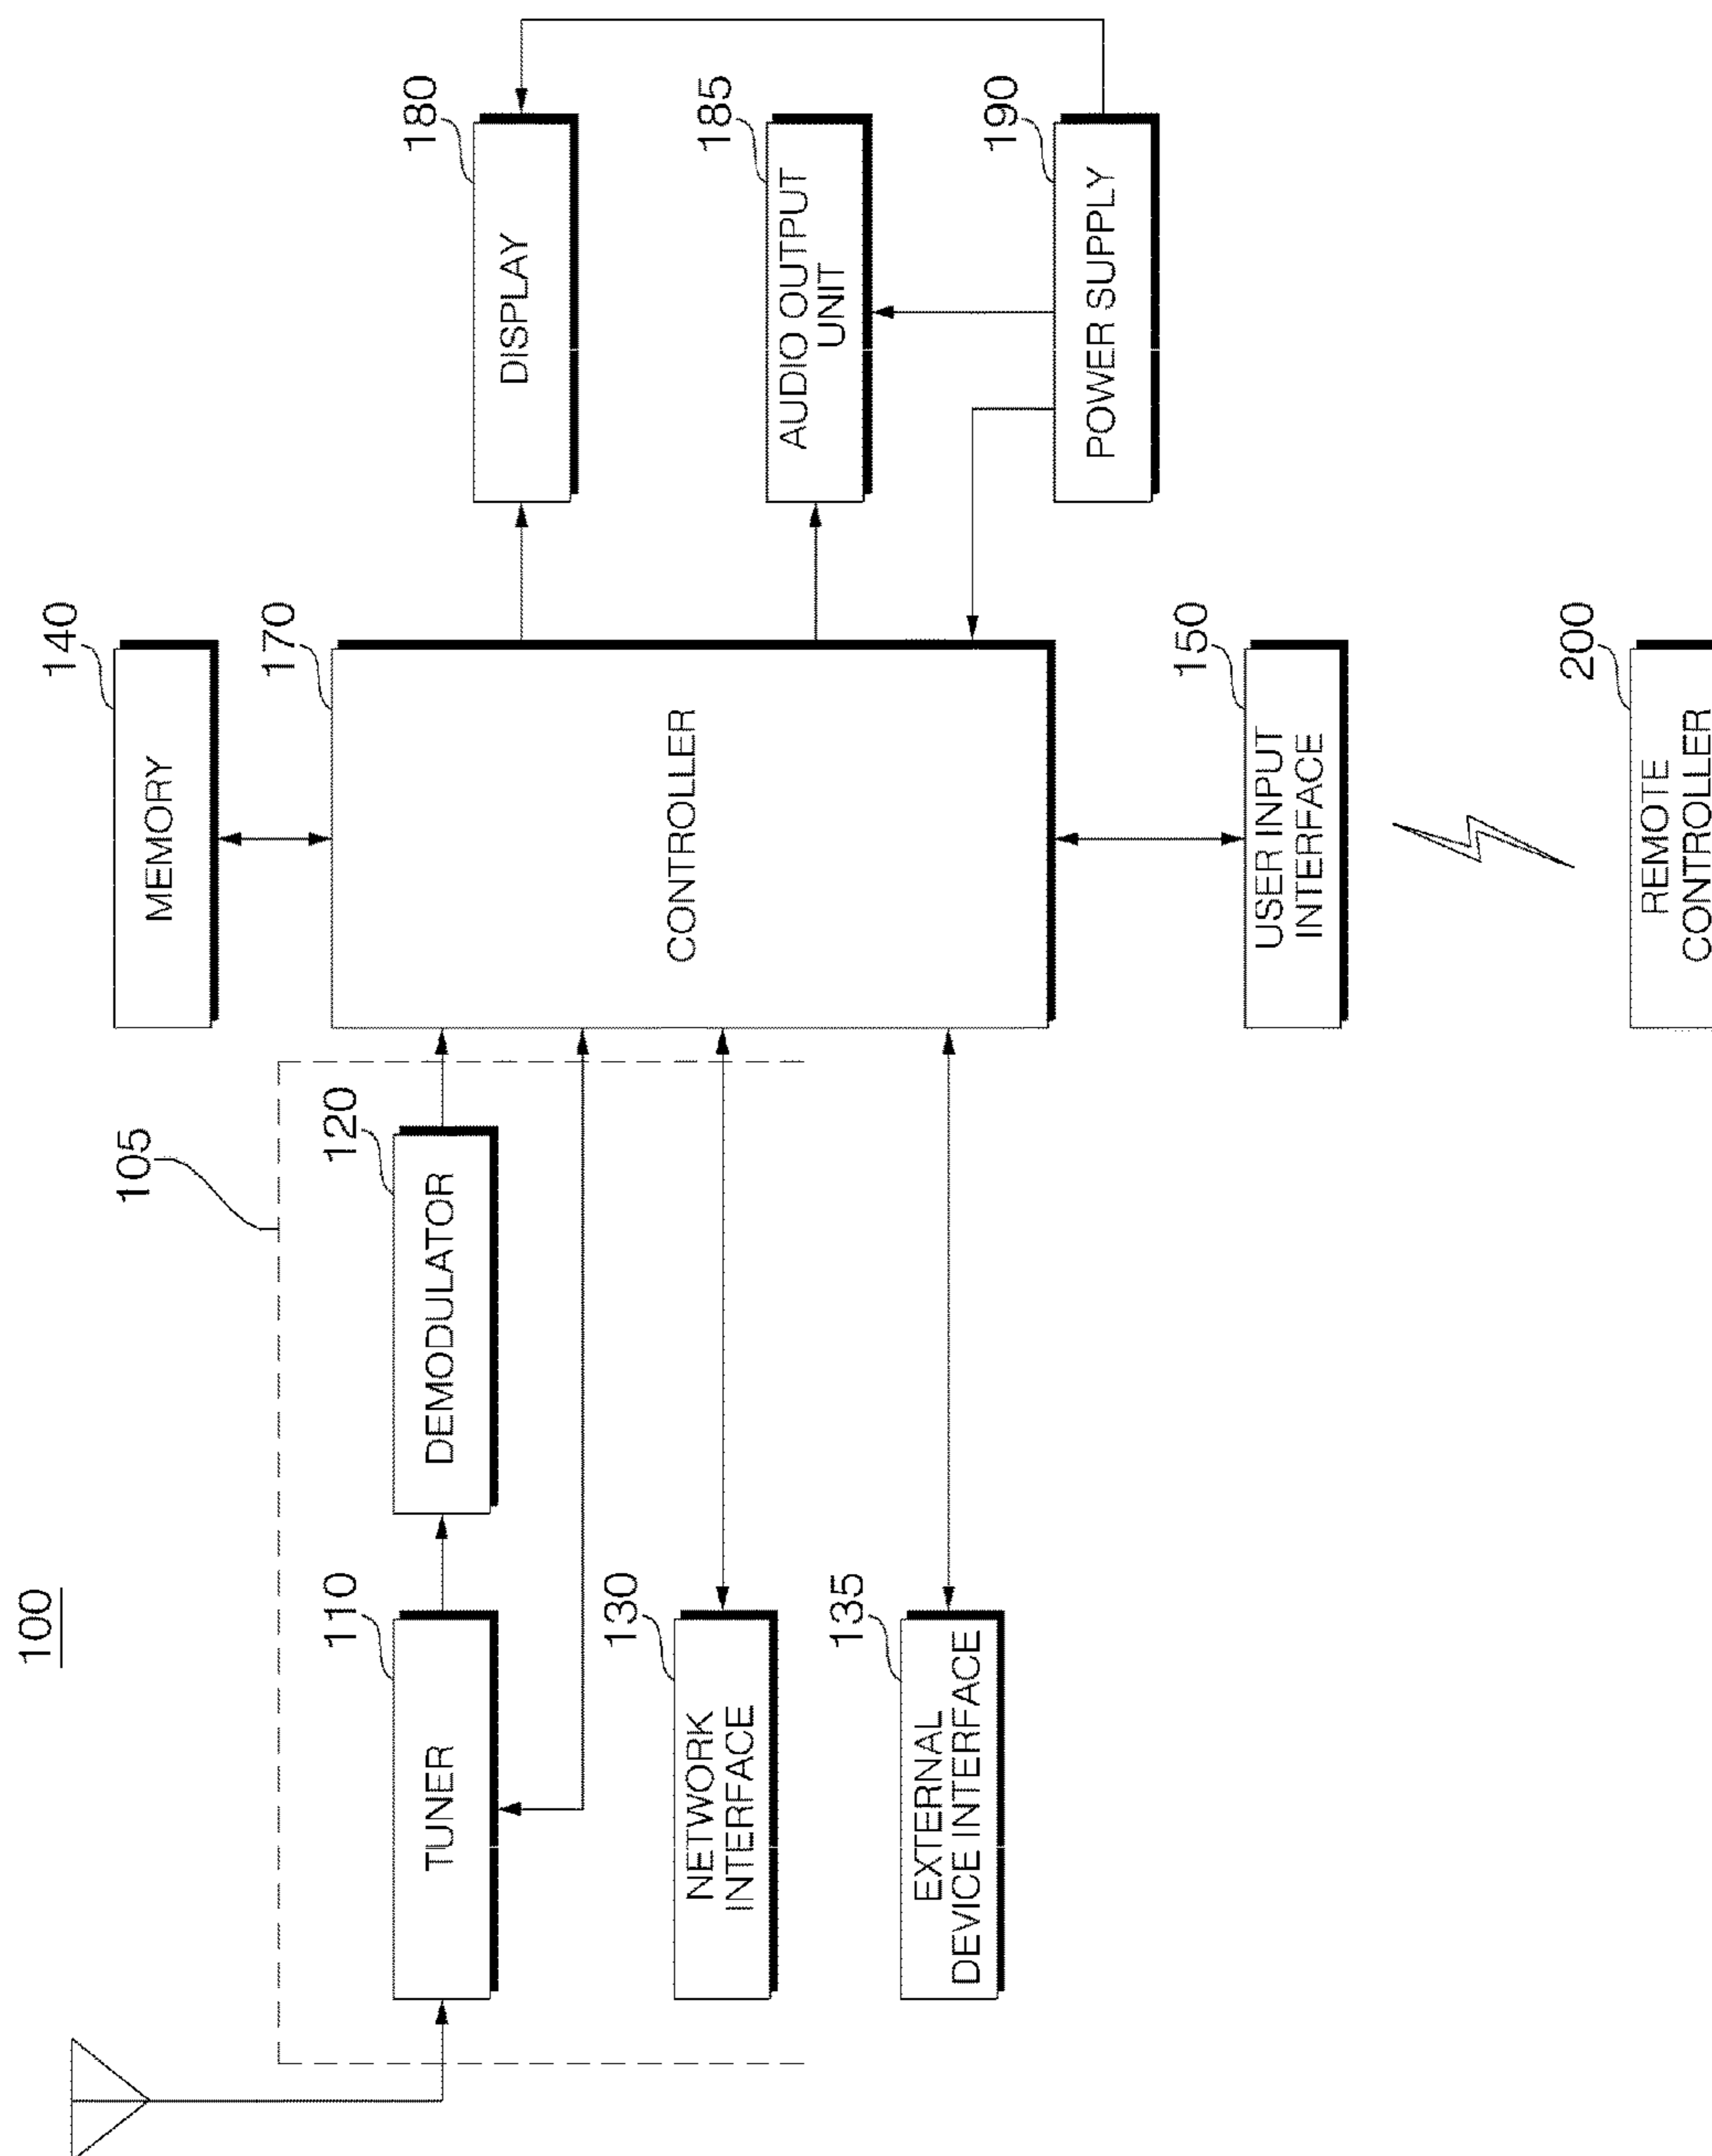 100
105
110
TUNER
120
DEMODULATOR
130
NETWORK
INTERFACE
135
EXTERNAL
DEVICE INTERFACE
140
MEMORY
170
CONTROLLER
150
USER INPUT
INTERFACE
200
REMOTE
CONTROLLER
180
DISPLAY
185
AUDIO OUTPUT
UNIT
190
POWER SUPPLY